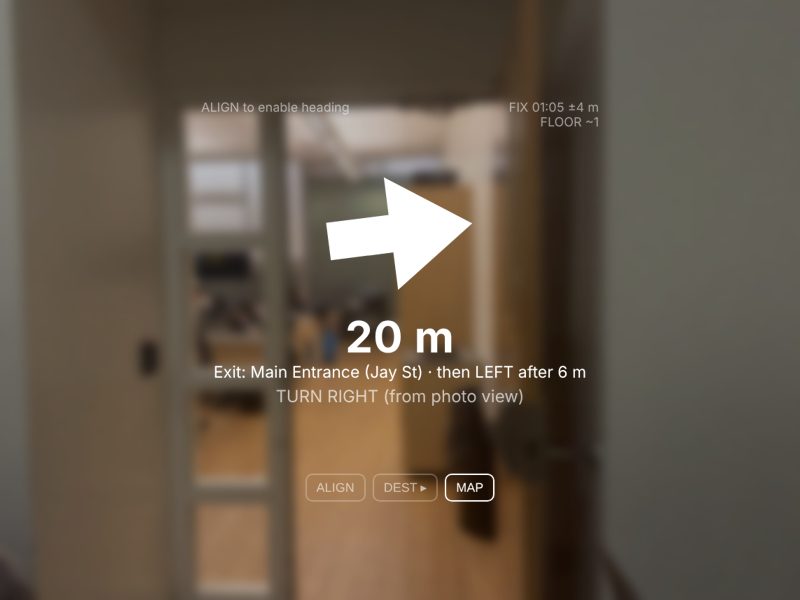 ALIGN to enable heading
FIX 01:05 ±4 m
FLOOR ~1
20 m
Exit: Main Entrance (Jay St) · then LEFT after 6 m
TURN RIGHT (from photo view)
ALIGN
DEST ▸
MAP